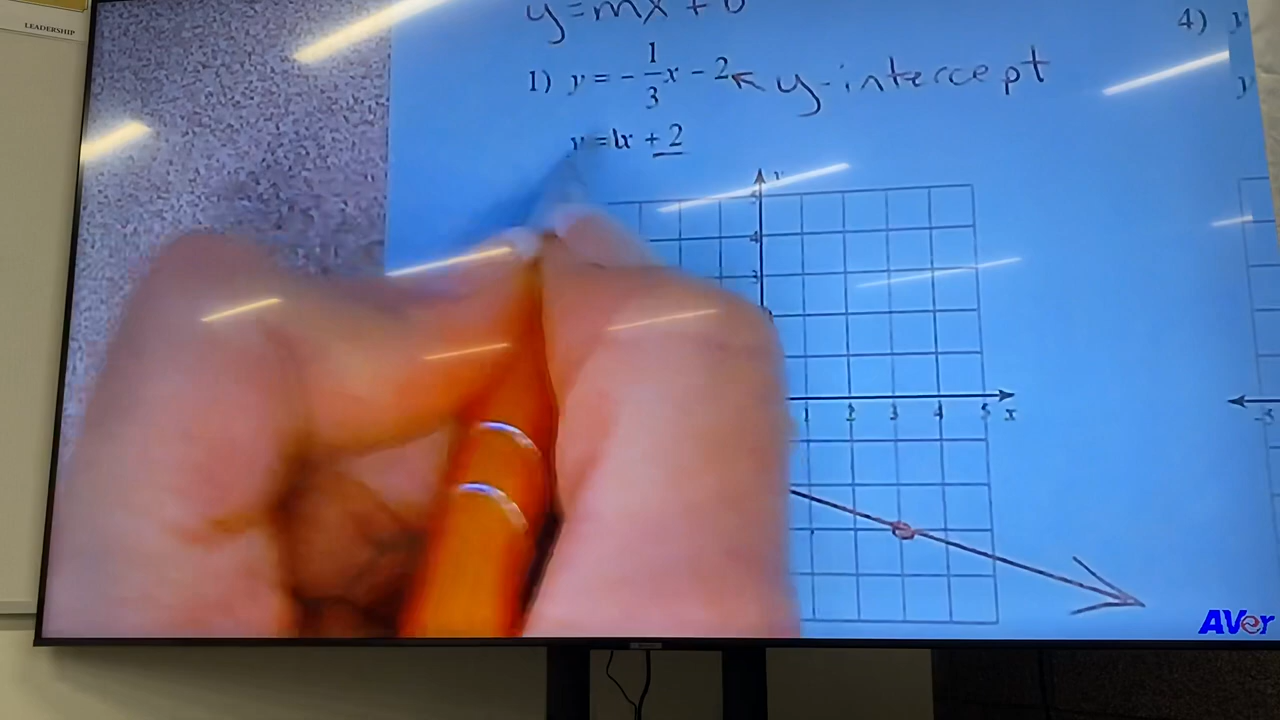 LEADERSHIP
y=mx + b
4) y
1) y = -1/3x - 2 y-intercept
y
y = 1x + 2
y
4
3
1 2 3 4 5 x
-5
AVer